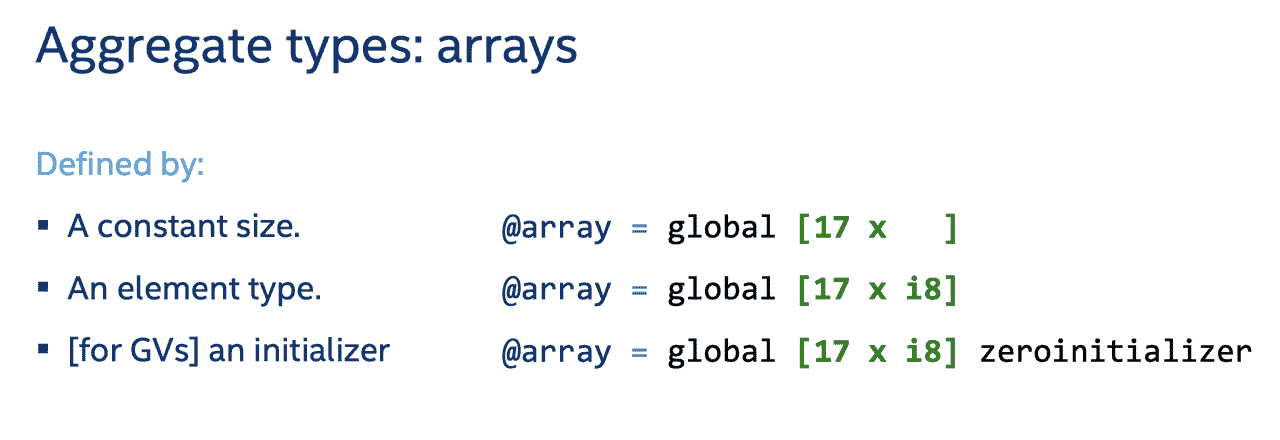 Aggregate types: arrays
Defined by:
▪ A constant size. @array = global [17 x   ]
▪ An element type. @array = global [17 x i8]
▪ [for GVs] an initializer @array = global [17 x i8] zeroinitializer